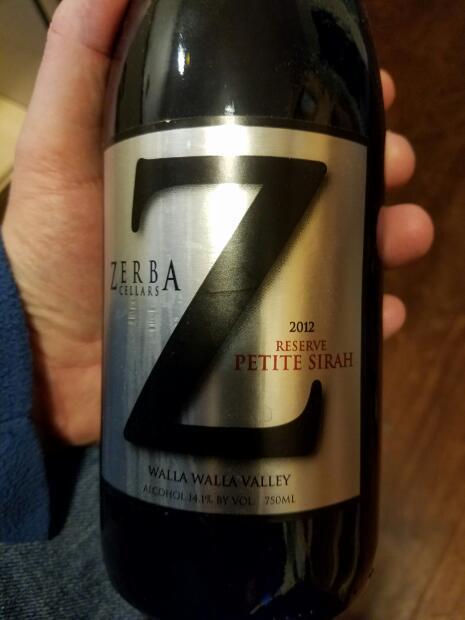 Z
ZERBA
CELLARS
2012
RESERVE
PETITE SIRAH
WALLA WALLA VALLEY
ALCOHOL 14.1% BY VOL. 750ML